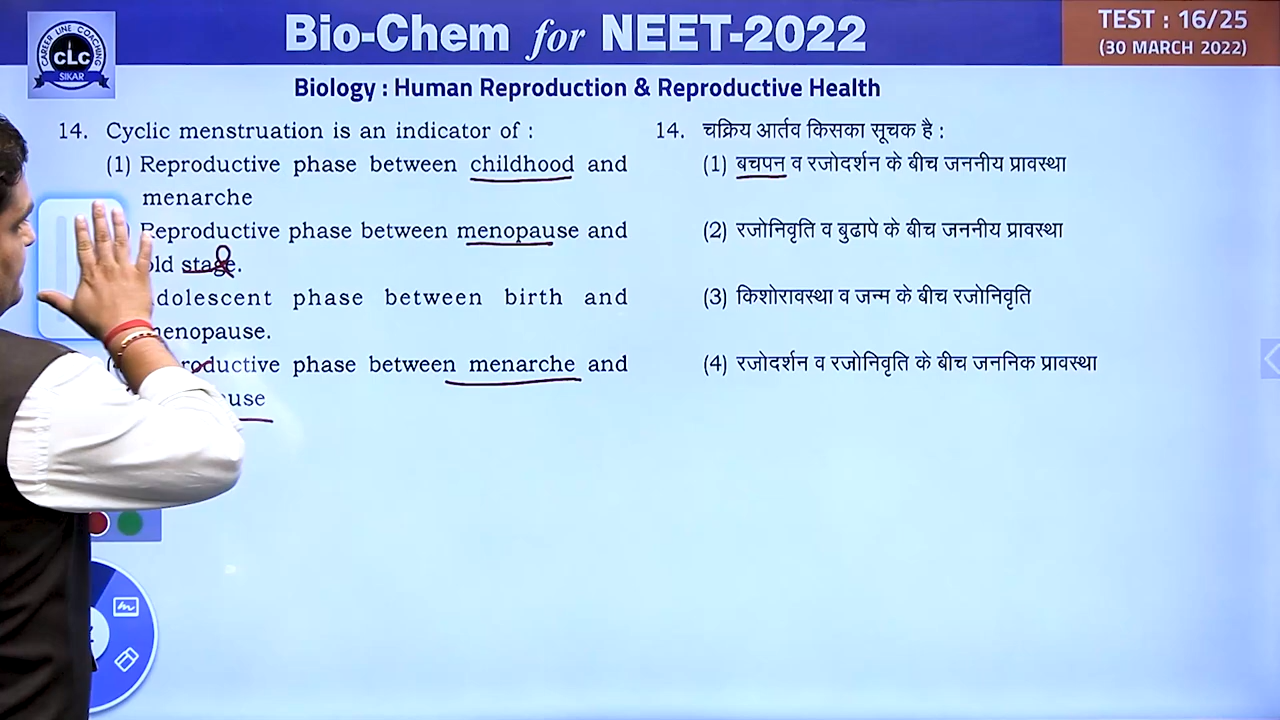 CAREER LINE COACHING
CLC
SIKAR
Bio-Chem for NEET-2022
TEST : 16/25
(30 MARCH 2022)
Biology : Human Reproduction & Reproductive Health
14. Cyclic menstruation is an indicator of :
(1) Reproductive phase between childhood and
menarche
Reproductive phase between menopause and
old stage.
dolescent phase between birth and
menopause.
phase between menarche and
14. चक्रिय आर्तव किसका सूचक है :
(1) बचपन व रजोदर्शन के बीच जननीय प्रावस्था
(2) रजोनिवृति व बुढापे के बीच जननीय प्रावस्था
(3) किशोरावस्था व जन्म के बीच रजोनिवृति
(4) रजोदर्शन व रजोनिवृति के बीच जननिक प्रावस्था